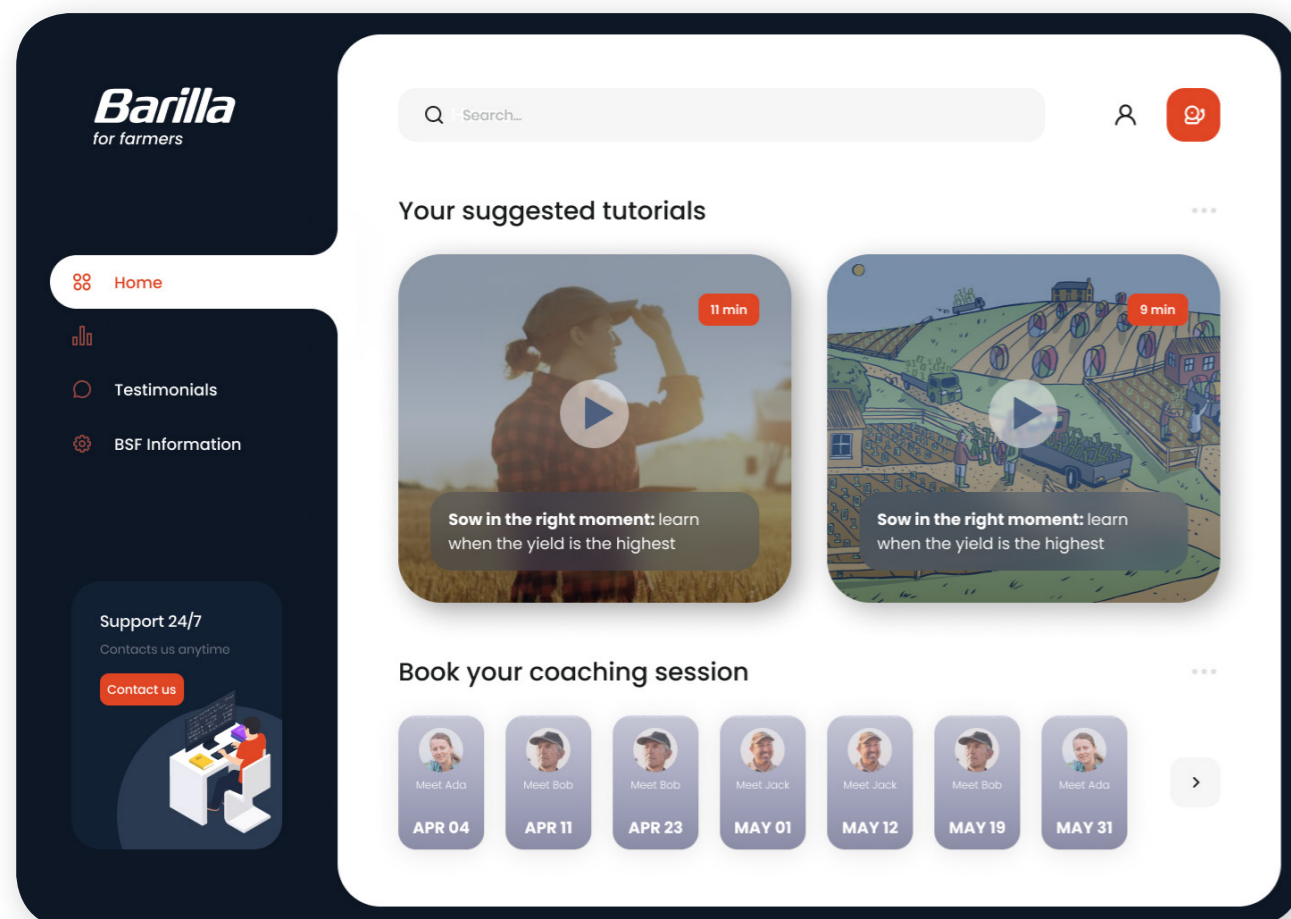 Barilla
for farmers
Search...
Your suggested tutorials
Home
Testimonials
BSF Information
11 min
Sow in the right moment: learn
when the yield is the highest
9 min
Sow in the right moment: learn
when the yield is the highest
Support 24/7
Contacts us anytime
Contact us
Book your coaching session
Meet Ada
APR 04
Meet Bob
APR 11
Meet Bob
APR 23
Meet Jack
MAY 01
Meet Jack
MAY 12
Meet Bob
MAY 19
Meet Ada
MAY 31